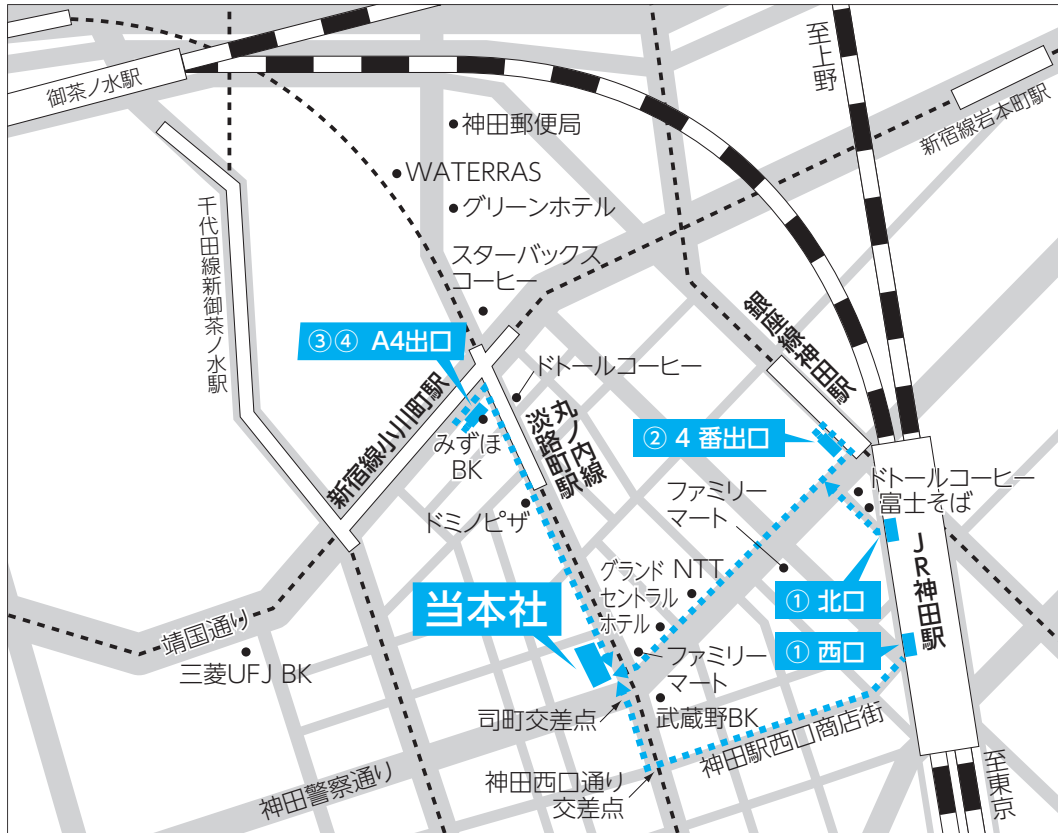 御茶ノ水駅
至上野
新宿線岩本町駅
神田郵便局
WATERRAS
グリーンホテル
千代田線新御茶ノ水駅
スターバックス
コーヒー
③④ A4出口
ドトールコーヒー
銀座線神田駅
新宿線小川町駅
みずほ
BK
丸ノ内線
淡路町駅
② 4 番出口
ドトールコーヒー
富士そば
ファミリー
マート
ドミノピザ
JR神田駅
グランド
セントラル
ホテル
NTT
① 北口
当本社
靖国通り
三菱UFJ BK
① 西口
ファミリー
マート
司町交差点
武蔵野BK
神田駅西口商店街
神田警察通り
神田西口通り
交差点
至東京